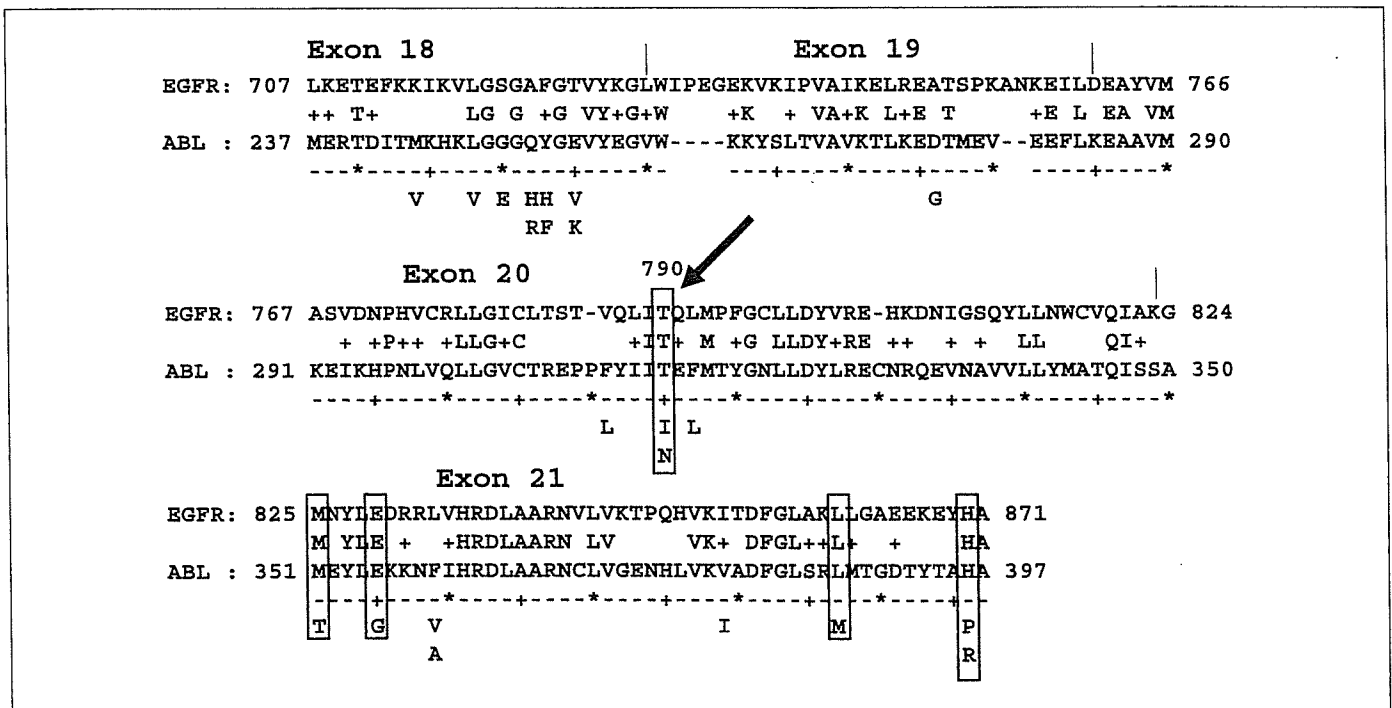 Exon 18 Exon 19
EGFR: 707 LKETEFKKIKVLGSGAFGTVYKGLWIPEGEKVKIPVAIKELREATSPKANKEILDEAYVM 766
++ T+ LG G +G VY+G+W +K + VA+K L+E T +E L EA VM
ABL : 237 MERTDITMKHKLGGGQYGEVYEGVW----KKYSLTVAVKTLKEDTMEV--EEFLKEAAVM 290
---*----+----*----+----*- ---+----*----+----* ----+----*
V V E HH V G
RF K
Exon 20 790
EGFR: 767 ASVDNPHVCRLLGICLTST-VQLITQLMPFGCLLDYVRE-HKDNIGSQYLLNWCVQIAKG 824
+ +P++ +LLG+C +IT+ M +G LLDY+RE ++ + + LL QI+
ABL : 291 KEIKHPNLVQLLGVCTREPPFYIITEFMTYGNLLDYLRECNRQEVNAVVLLYMATQISSA 350
----+----*----+----*----+----*----+----*----+----*----+----*
L I L
N
Exon 21
EGFR: 825 MNYLEDRRLVHRDLAARNVLVKTPQHVKITDFGLAKLLGAEEKEYHA 871
M YLE + +HRDLAARN LV VK+ DFGL++L+ + HA
ABL : 351 MEYLEKKNFIHRDLAARNCLVGENHLVKVADFGLSRLMTGDTYTAHA 397
----+----*----+----*----+----*----+----*----+--
T G V I M P
A R